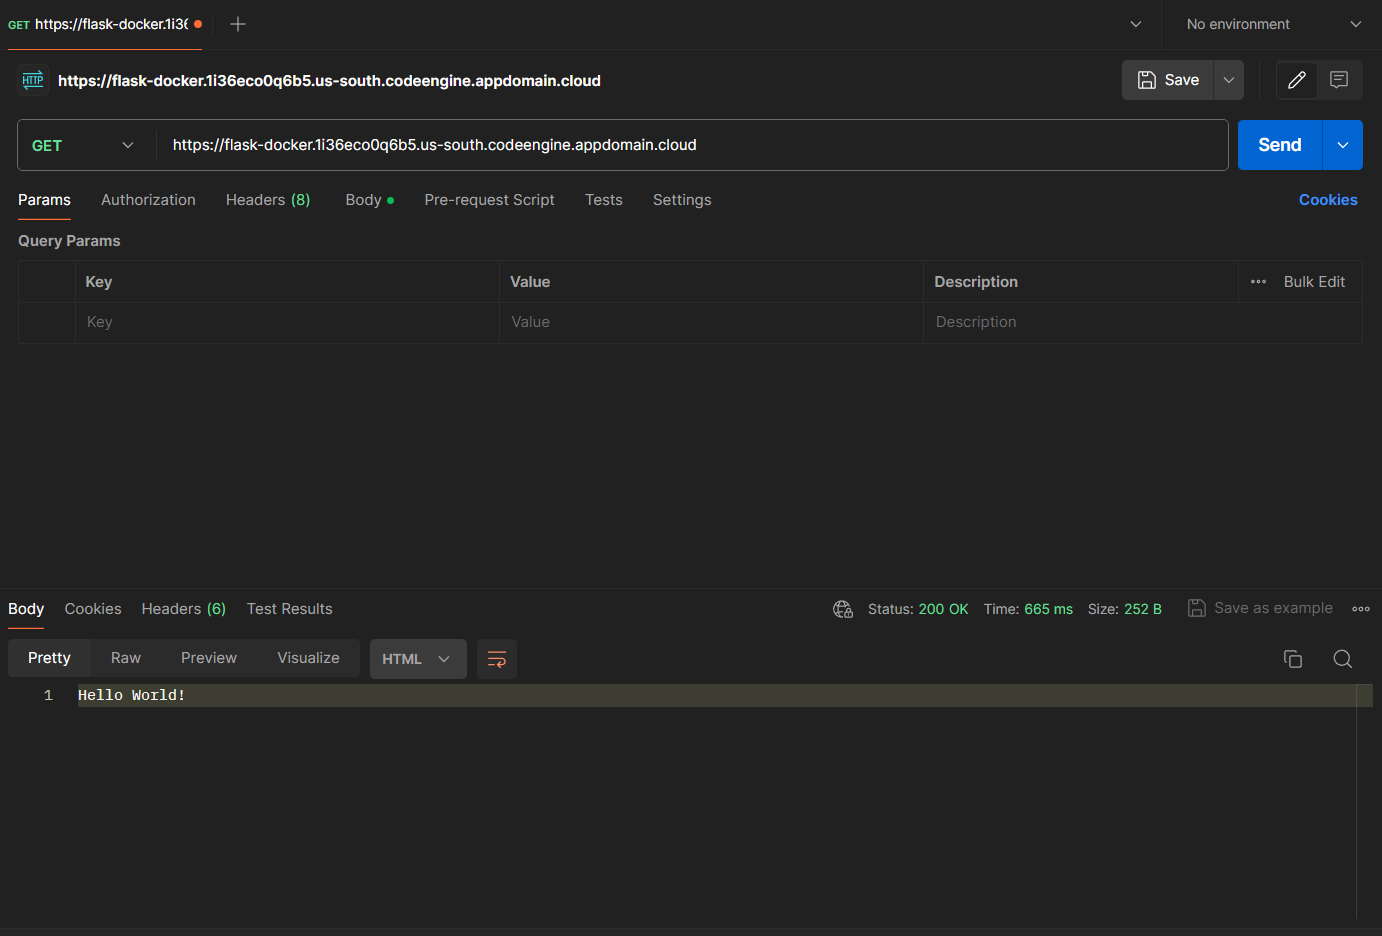 GET https://flask-docker.1i36
No environment
HTTP https://flask-docker.1i36eco0q6b5.us-south.codeengine.appdomain.cloud
Save
GET https://flask-docker.1i36eco0q6b5.us-south.codeengine.appdomain.cloud
Send
Params Authorization Headers (8) Body Pre-request Script Tests Settings Cookies
Query Params
Key Value Description Bulk Edit
Key Value Description
Body Cookies Headers (6) Test Results Status: 200 OK Time: 665 ms Size: 252 B Save as example
Pretty Raw Preview Visualize HTML
1 Hello World!